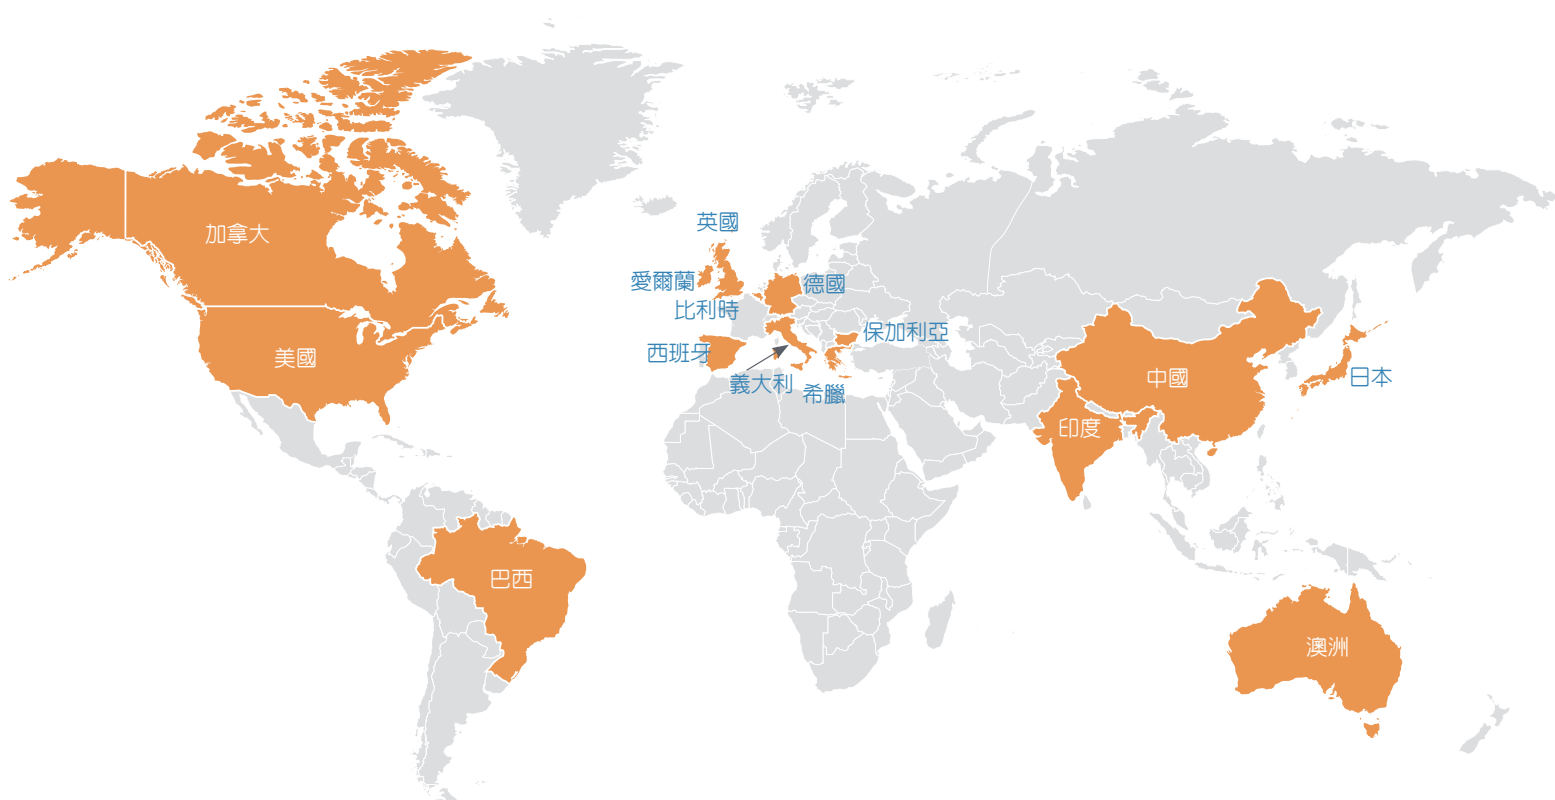 英國
加拿大
愛爾蘭
德國
比利時
保加利亞
西班牙
美國
義大利
希臘
中國
日本
印度
巴西
澳洲